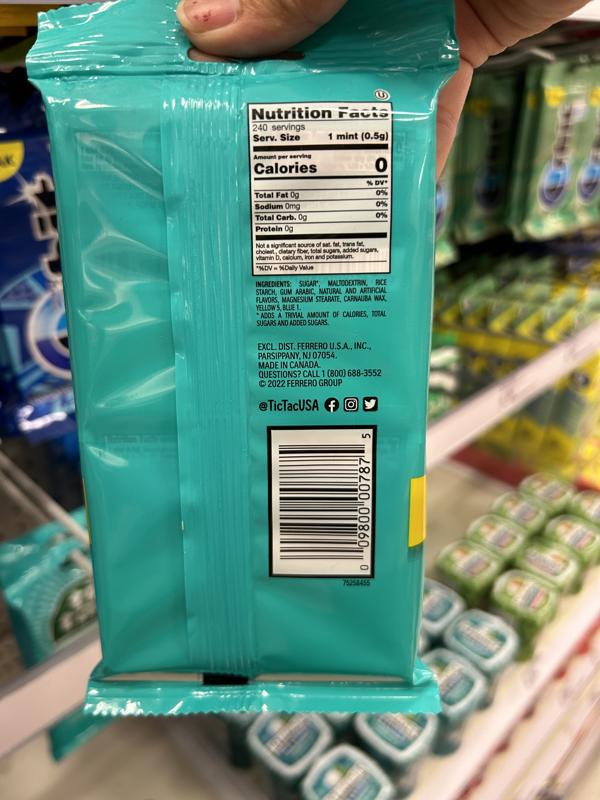 U
Nutrition Facts
240 servings
Serv. Size 1 mint (0.5g)
Amount per serving
Calories 0
% DV*
Total Fat 0g 0%
Sodium 0mg 0%
Total Carb. 0g 0%
Protein 0g
Not a significant source of sat. fat, trans fat,
cholest., dietary fiber, total sugars, added sugars,
vitamin D, calcium, iron and potassium.
*%DV = %Daily Value
INGREDIENTS: SUGAR*, MALTODEXTRIN, RICE
STARCH, GUM ARABIC, NATURAL AND ARTIFICIAL
FLAVORS, MAGNESIUM STEARATE, CARNAUBA WAX,
YELLOW 5, BLUE 1.
* ADDS A TRIVIAL AMOUNT OF CALORIES, TOTAL
SUGARS AND ADDED SUGARS.
EXCL. DIST. FERRERO U.S.A., INC.,
PARSIPPANY, NJ 07054.
MADE IN CANADA.
QUESTIONS? CALL 1 (800) 688-3552
© 2022 FERRERO GROUP
@TicTacUSA
0 09800 00787 5
75258455